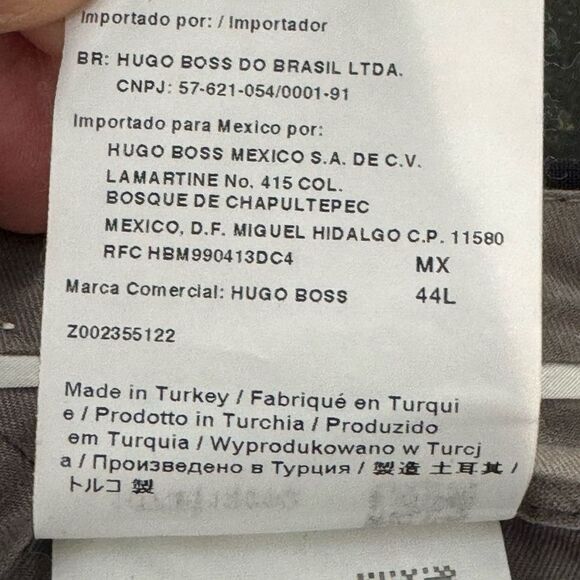 Importado por: / Importador
BR: HUGO BOSS DO BRASIL LTDA.
CNPJ: 57-621-054/0001-91
Importado para Mexico por:
HUGO BOSS MEXICO S.A. DE C.V.
LAMARTINE No. 415 COL.
BOSQUE DE CHAPULTEPEC
MEXICO, D.F. MIGUEL HIDALGO C.P. 11580
RFC HBM990413DC4 MX
Marca Comercial: HUGO BOSS 44L
Z002355122
Made in Turkey / Fabriqué en Turqui
e / Prodotto in Turchia / Produzido
em Turquia / Wyprodukowano w Turcj
a / Произведено в Турция / 製造 土耳其 /
トルコ 製